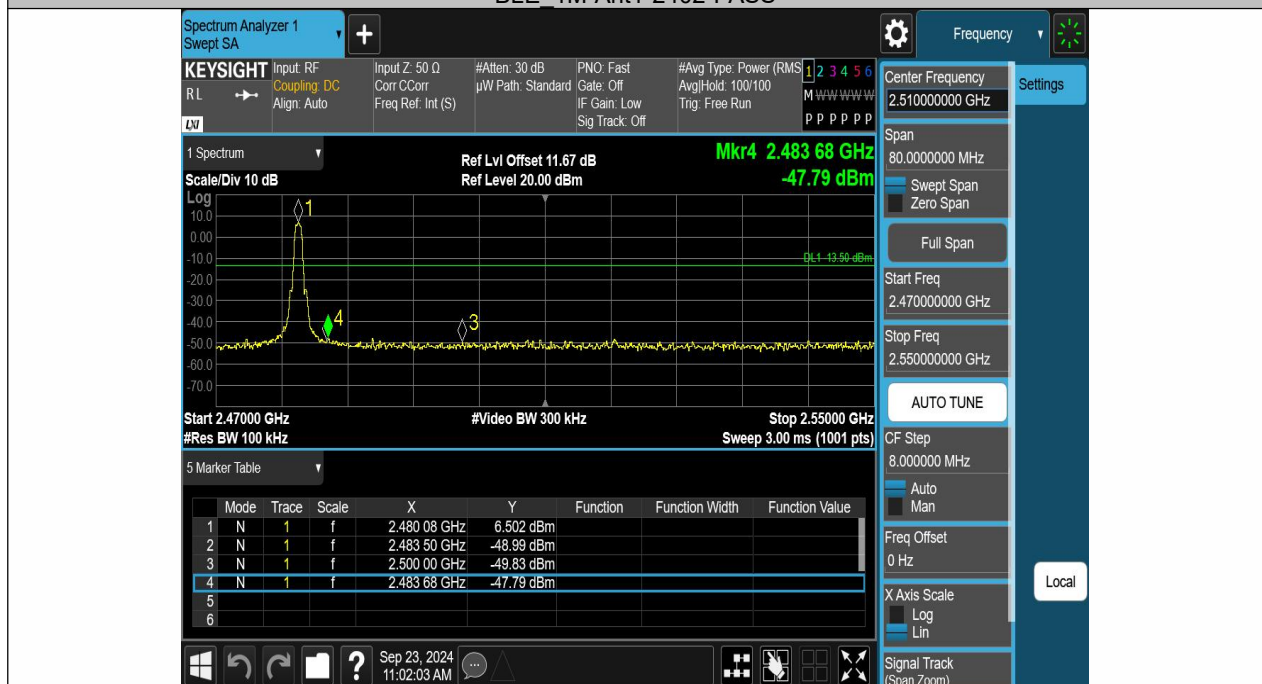 Spectrum Analyzer 1
Swept SA
+
Frequency
KEYSIGHT
RL
LXI
Input: RF
Coupling: DC
Align: Auto
Input Z: 50 Ω
Corr CCorr
Freq Ref: Int (S)
#Atten: 30 dB
µW Path: Standard
PNO: Fast
Gate: Off
IF Gain: Low
Sig Track: Off
#Avg Type: Power (RMS
Avg|Hold: 100/100
Trig: Free Run
1 2 3 4 5 6
M W W W W W
P P P P P P
1 Spectrum
Scale/Div 10 dB
Ref Lvl Offset 11.67 dB
Ref Level 20.00 dBm
Mkr4 2.483 68 GHz
-47.79 dBm
Log
10.0
0.00
-10.0
-20.0
-30.0
-40.0
-50.0
-60.0
-70.0
1
4
3
DL1 -13.50 dBm
Start 2.47000 GHz
#Res BW 100 kHz
#Video BW 300 kHz
Stop 2.55000 GHz
Sweep 3.00 ms (1001 pts)
5 Marker Table
Mode Trace Scale X Y Function Function Width Function Value
1 N 1 f 2.480 08 GHz 6.502 dBm
2 N 1 f 2.483 50 GHz -48.99 dBm
3 N 1 f 2.500 00 GHz -49.83 dBm
4 N 1 f 2.483 68 GHz -47.79 dBm
5
6
?
Sep 23, 2024
11:02:03 AM
Center Frequency
2.510000000 GHz
Settings
Span
80.0000000 MHz
Swept Span
Zero Span
Full Span
Start Freq
2.470000000 GHz
Stop Freq
2.550000000 GHz
AUTO TUNE
CF Step
8.000000 MHz
Auto
Man
Freq Offset
0 Hz
X Axis Scale
Log
Lin
Local
Signal Track
(Span Zoom)